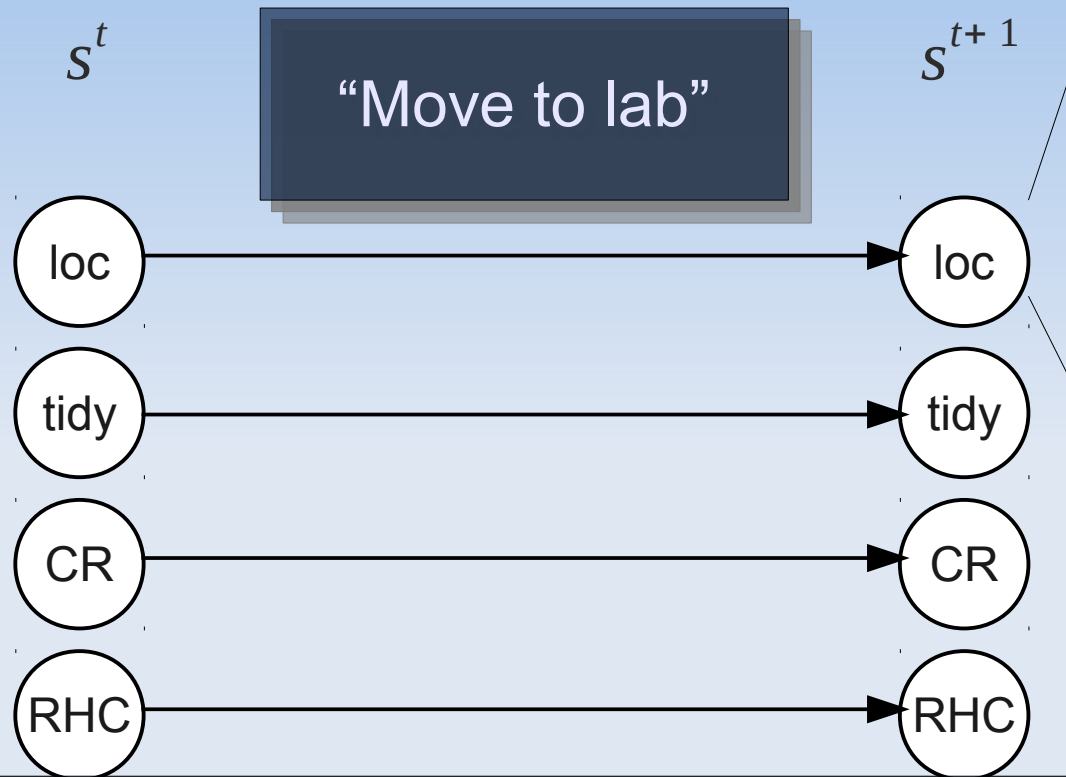 s^t
“Move to lab”
s^{t+1}
loc
loc
tidy
tidy
CR
CR
RHC
RHC